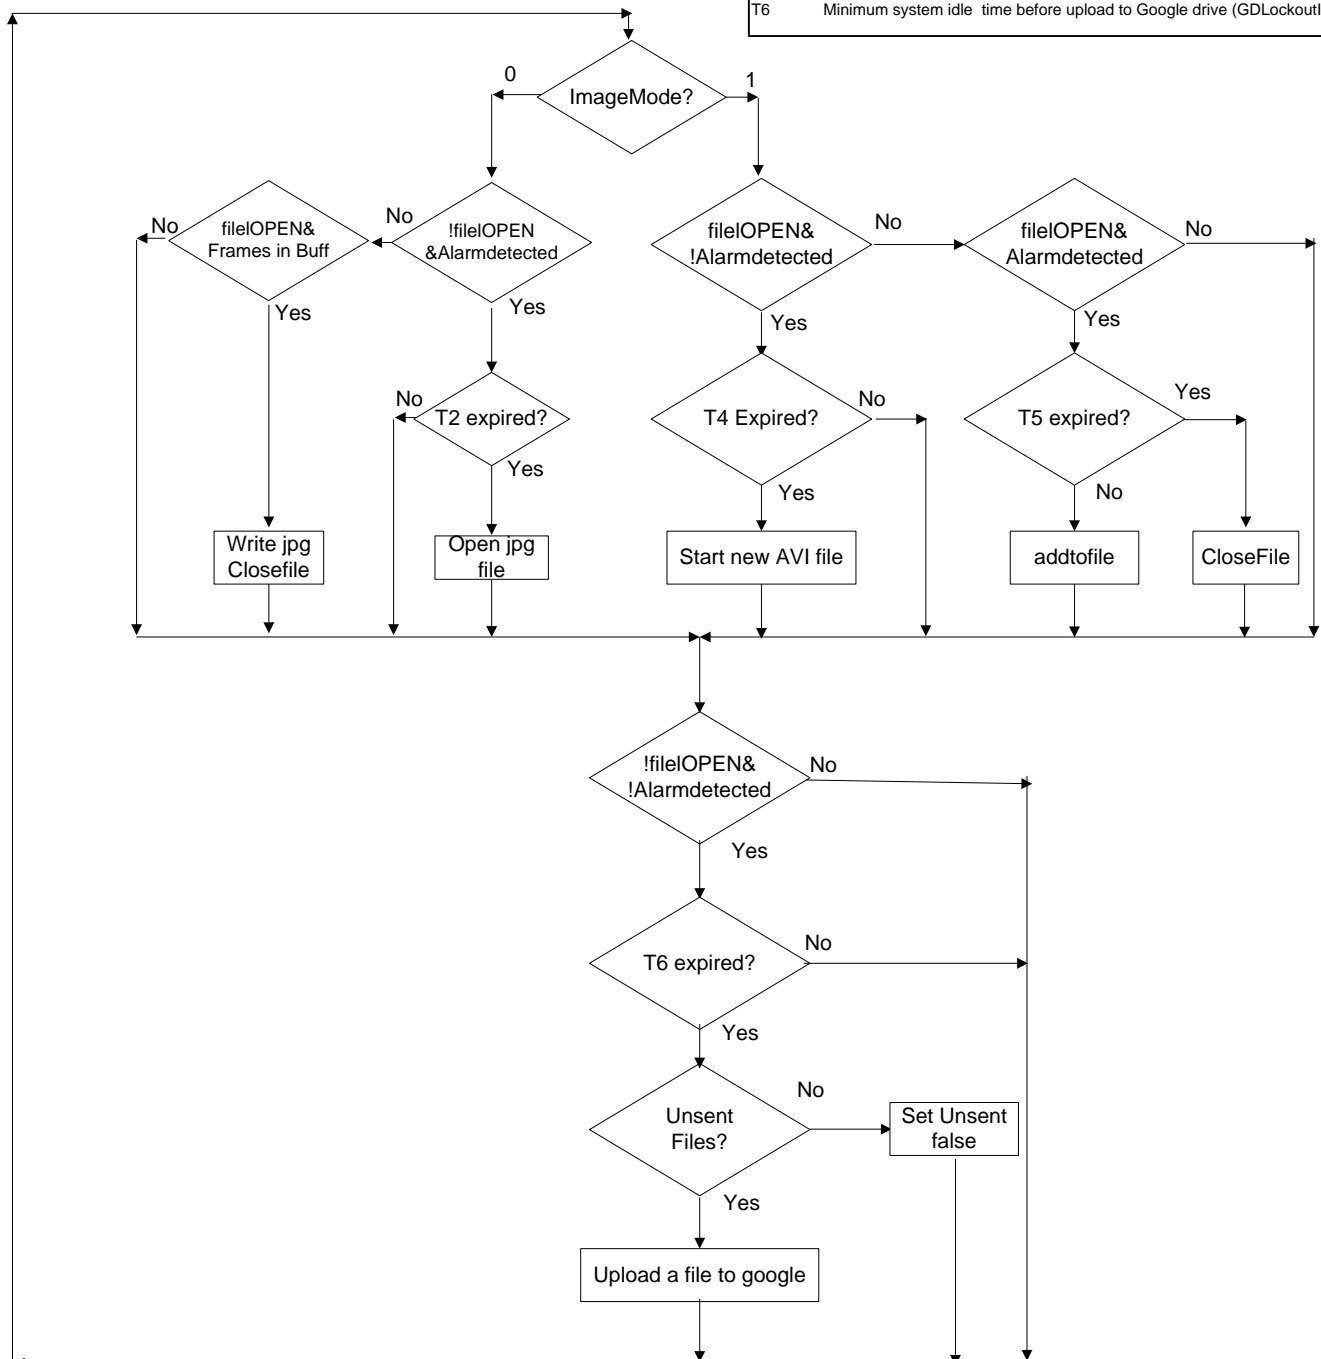 T6 Minimum system idle time before upload to Google drive (GDLockoutI
ImageMode?
0
1
fileIOPEN&
Frames in Buff
No
Yes
!fileIOPEN
&Alarmdetected
No
Yes
fileIOPEN&
!Alarmdetected
No
Yes
fileIOPEN&
Alarmdetected
No
Yes
T2 expired?
No
Yes
T4 Expired?
No
Yes
T5 expired?
Yes
No
Write jpg
Closefile
Open jpg
file
Start new AVI file
addtofile
CloseFile
!fileIOPEN&
!Alarmdetected
No
Yes
T6 expired?
No
Yes
Unsent
Files?
No
Yes
Set Unsent
false
Upload a file to google